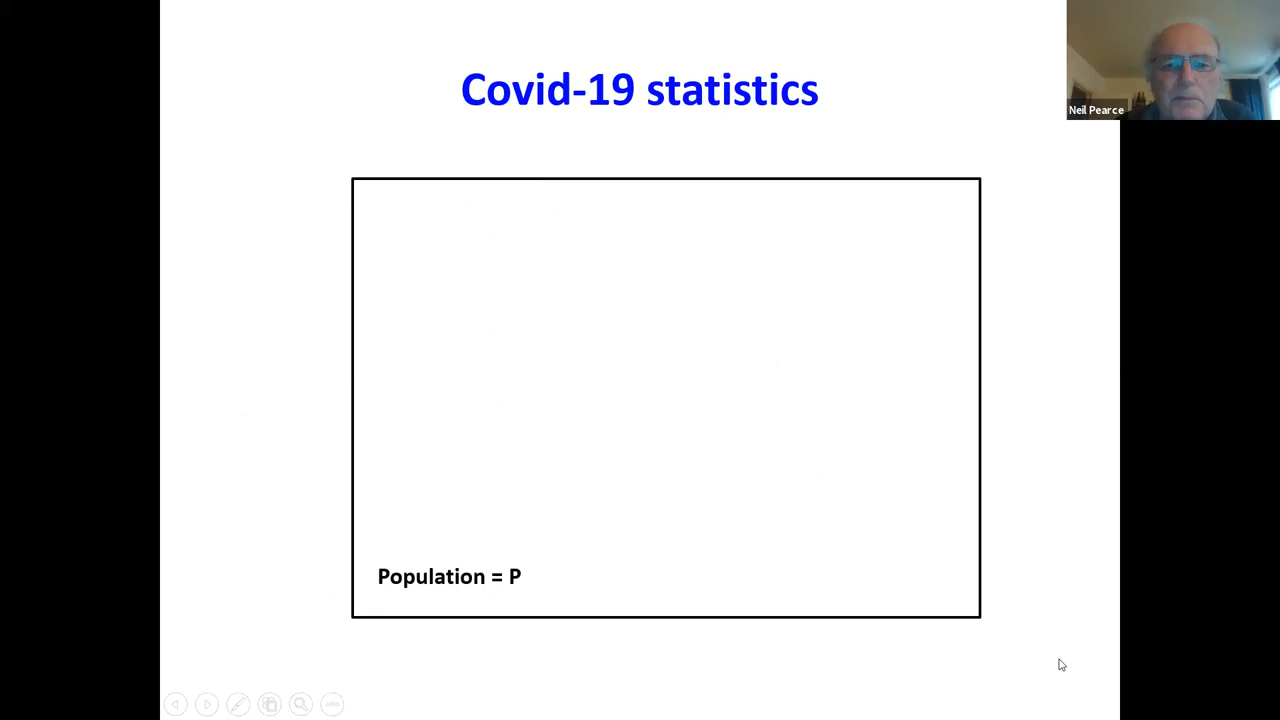 Covid-19 statistics
Neil Pearce
Population = P